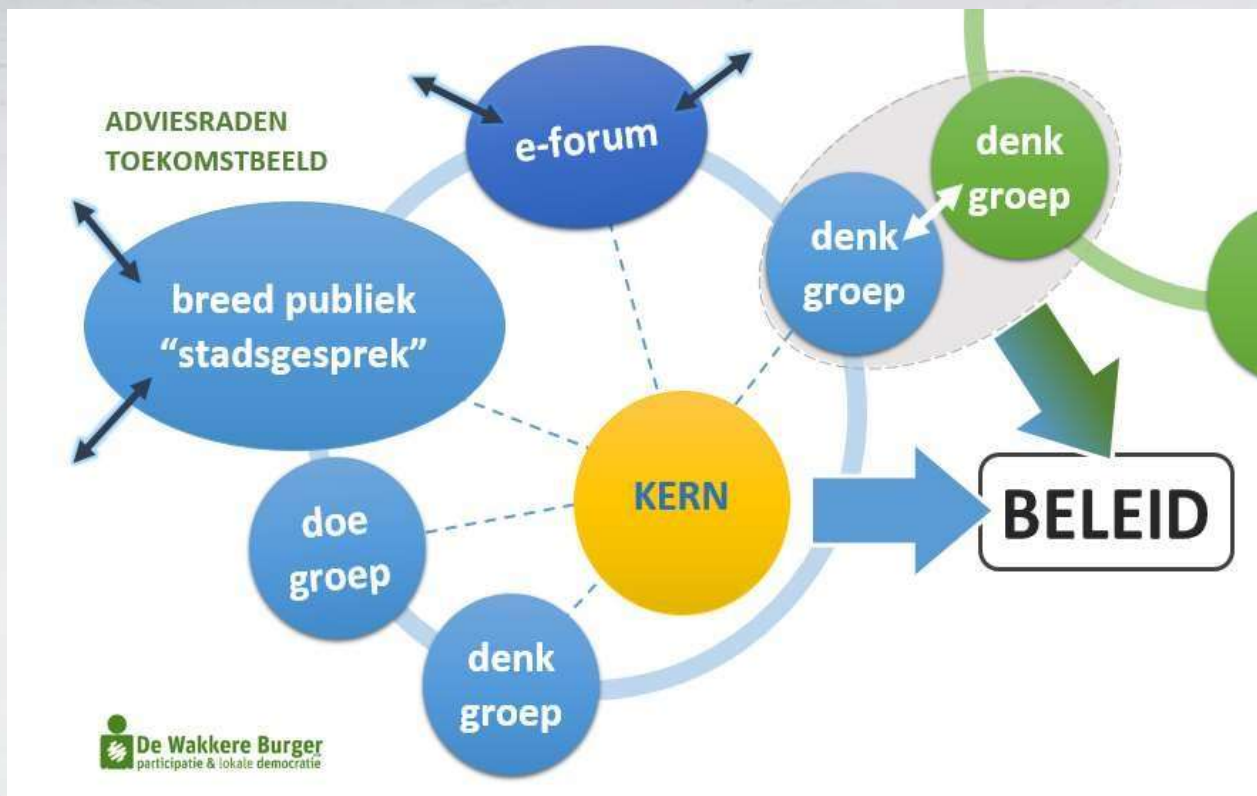 ADVIESRADEN
TOEKOMSTBEELD
e-forum
denk
groep
denk
groep
breed publiek
“stadsgesprek”
KERN
BELEID
doe
groep
denk
groep
De Wakkere Burger
participatie & lokale democratie